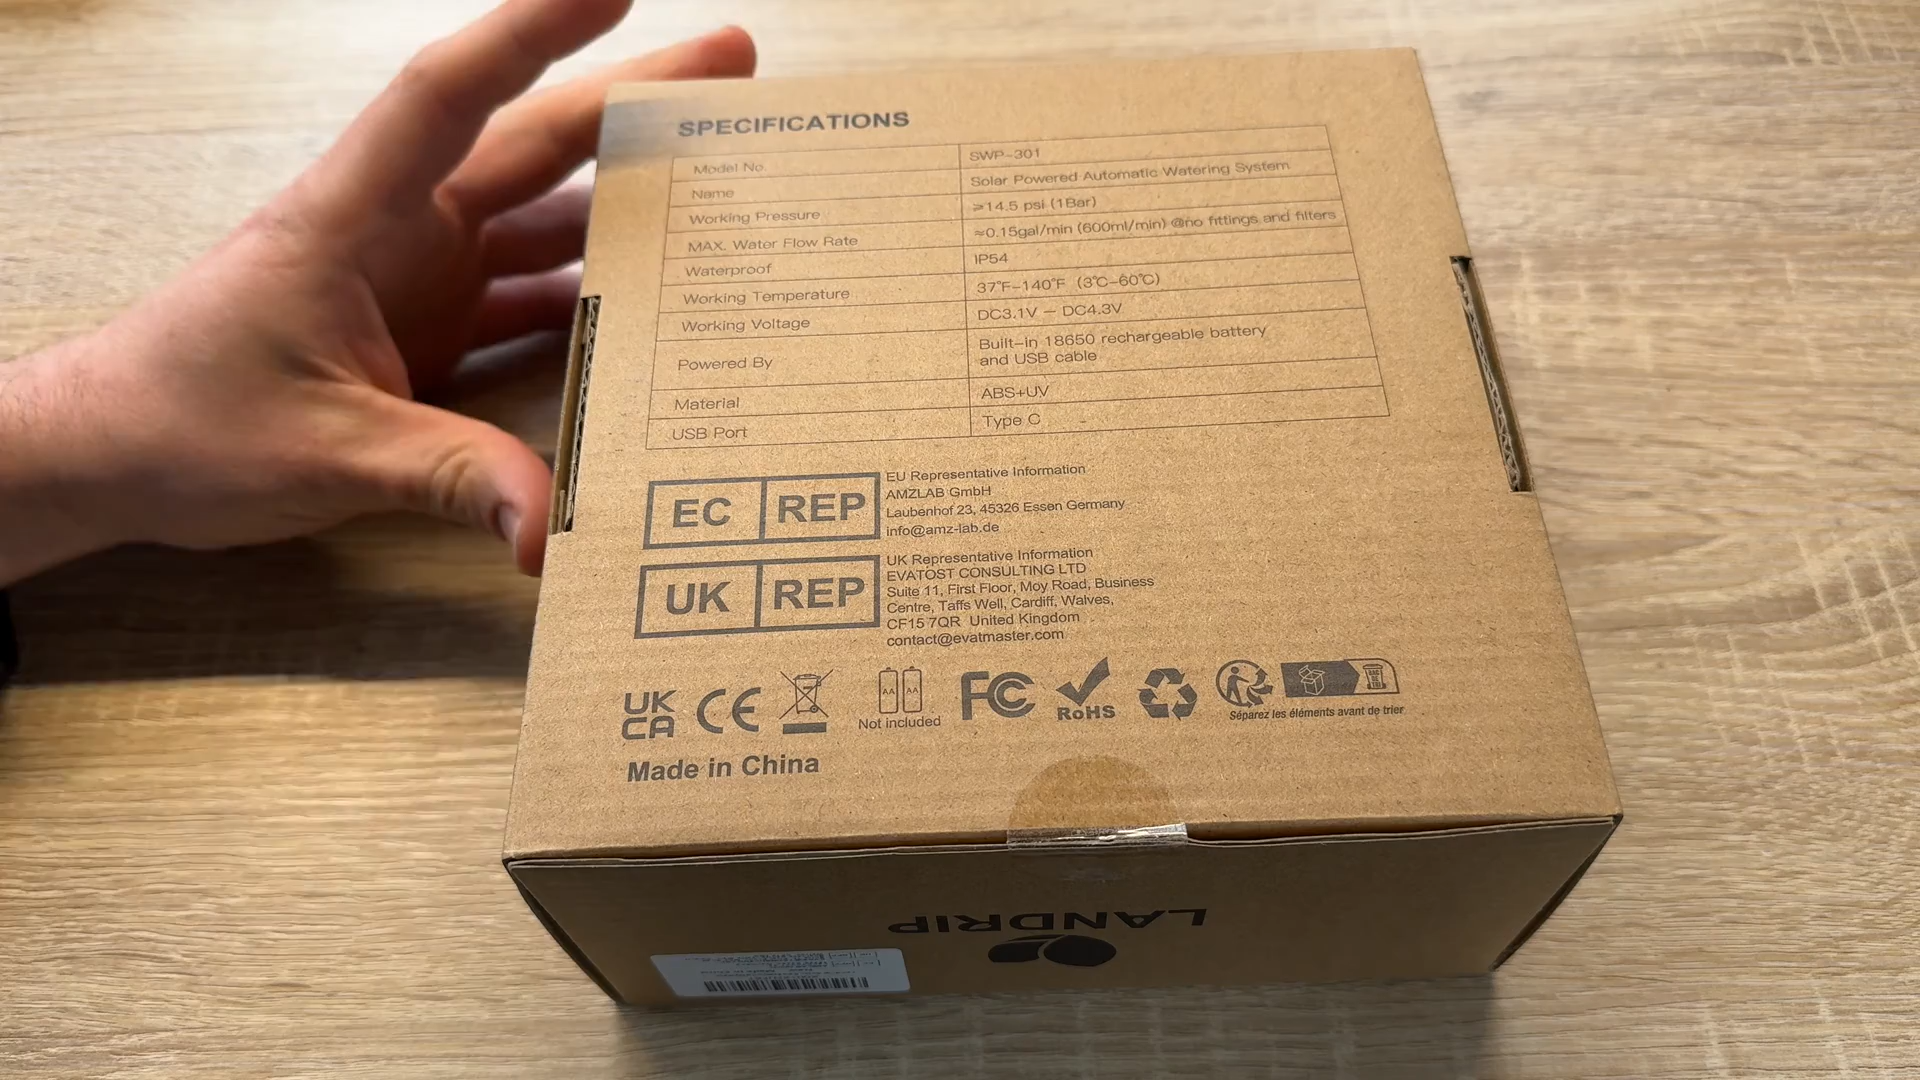 SPECIFICATIONS
Model No. SWP-301
Name Solar Powered Automatic Watering System
Working Pressure ≥14.5 psi (1Bar)
MAX. Water Flow Rate ≈0.15gal/min (600ml/min) @no fittings and filters
Waterproof IP54
Working Temperature 37°F-140°F (3℃-60℃)
Working Voltage DC3.1V — DC4.3V
Powered By Built-in 18650 rechargeable battery
and USB cable
Material ABS+UV
USB Port Type C
EC REP
EU Representative Information
AMZLAB GmbH
Laubenhof 23, 45326 Essen Germany
info@amz-lab.de
UK REP
UK Representative Information
EVATOST CONSULTING LTD
Suite 11, First Floor, Moy Road, Business
Centre, Taffs Well, Cardiff, Walves,
CF15 7QR United Kingdom
contact@evatmaster.com
UK
CA
CE
AA AA
Not included
FC
RoHS
Séparez les éléments avant de trier
Made in China
LANDRIP